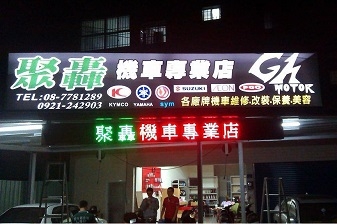 聚轟 機車專業店 GH MOTOR
TEL:08-7781289
0921-242903
KYMCO YAMAHA sym SUZUKI AEON PGO
各廠牌機車維修.改裝.保養.美容
聚轟機車專業店